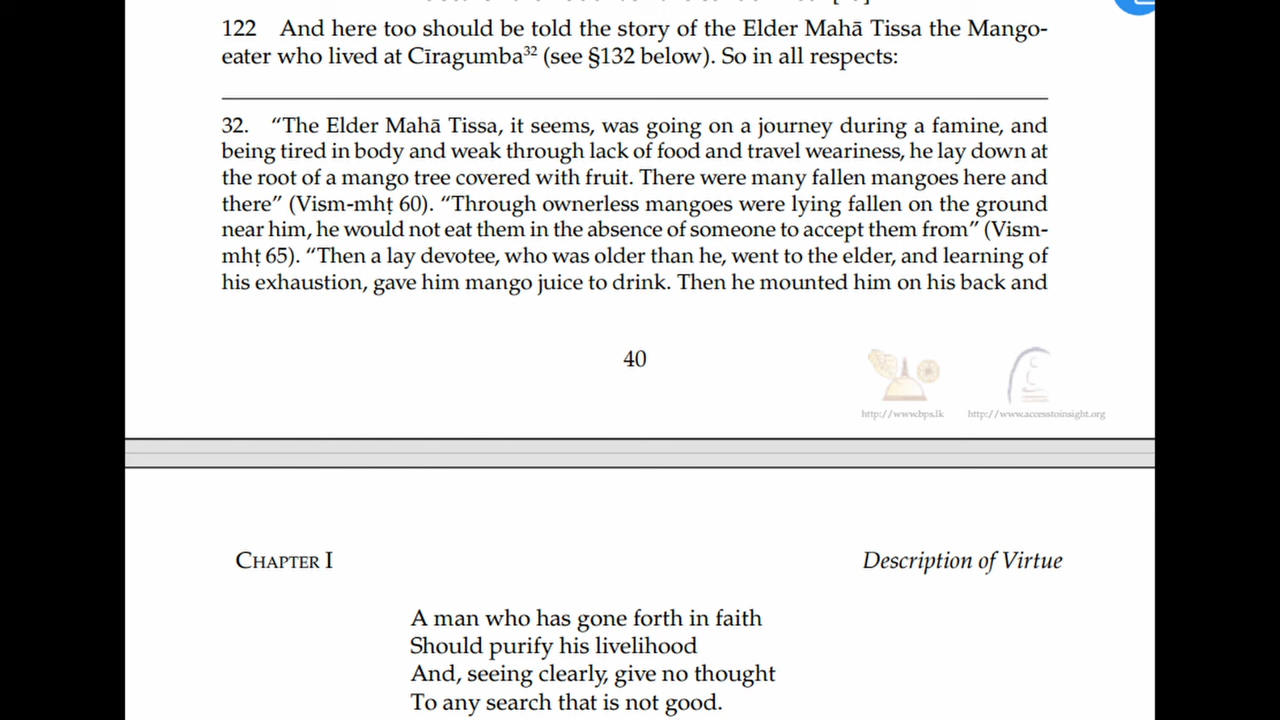 122 And here too should be told the story of the Elder Mahā Tissa the Mango-
eater who lived at Cīragumba32 (see §132 below). So in all respects:
32. “The Elder Mahā Tissa, it seems, was going on a journey during a famine, and
being tired in body and weak through lack of food and travel weariness, he lay down at
the root of a mango tree covered with fruit. There were many fallen mangoes here and
there” (Vism-mhṭ 60). “Through ownerless mangoes were lying fallen on the ground
near him, he would not eat them in the absence of someone to accept them from” (Vism-
mhṭ 65). “Then a lay devotee, who was older than he, went to the elder, and learning of
his exhaustion, gave him mango juice to drink. Then he mounted him on his back and
40
http://www.bps.lk http://www.accesstoinsight.org
CHAPTER I Description of Virtue
A man who has gone forth in faith
Should purify his livelihood
And, seeing clearly, give no thought
To any search that is not good.